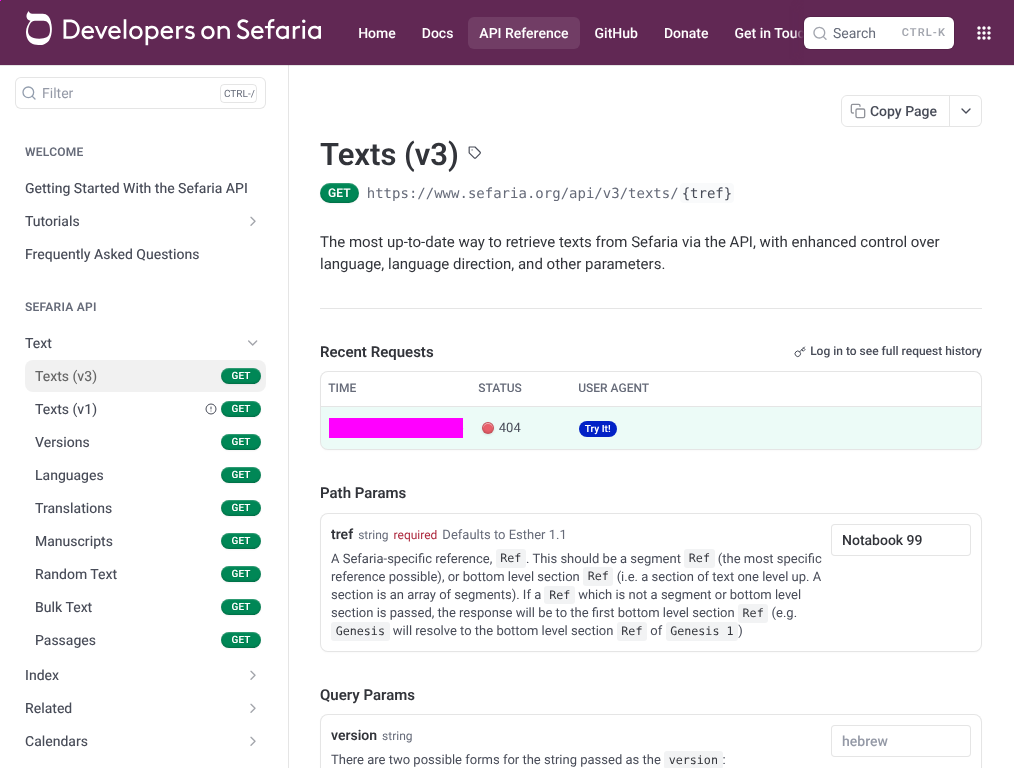 Developers on Sefaria
Home Docs API Reference GitHub Donate Get in Touc Search CTRL-K
Filter CTRL-/
WELCOME
Getting Started With the Sefaria API
Tutorials
Frequently Asked Questions
SEFARIA API
Text
Texts (v3) GET
Texts (v1) GET
Versions GET
Languages GET
Translations GET
Manuscripts GET
Random Text GET
Bulk Text GET
Passages GET
Index
Related
Calendars
Copy Page
Texts (v3)
GET https://www.sefaria.org/api/v3/texts/{tref}
The most up-to-date way to retrieve texts from Sefaria via the API, with enhanced control over
language, language direction, and other parameters.
Recent Requests Log in to see full request history
TIME STATUS USER AGENT
404 Try It!
Path Params
tref string required Defaults to Esther 1.1
Notabook 99
A Sefaria-specific reference, Ref. This should be a segment Ref (the most specific
reference possible), or bottom level section Ref (i.e. a section of text one level up. A
section is an array of segments). If a Ref which is not a segment or bottom level
section is passed, the response will be to the first bottom level section Ref (e.g.
Genesis will resolve to the bottom level section Ref of Genesis 1 )
Query Params
version string
hebrew
There are two possible forms for the string passed as the version :